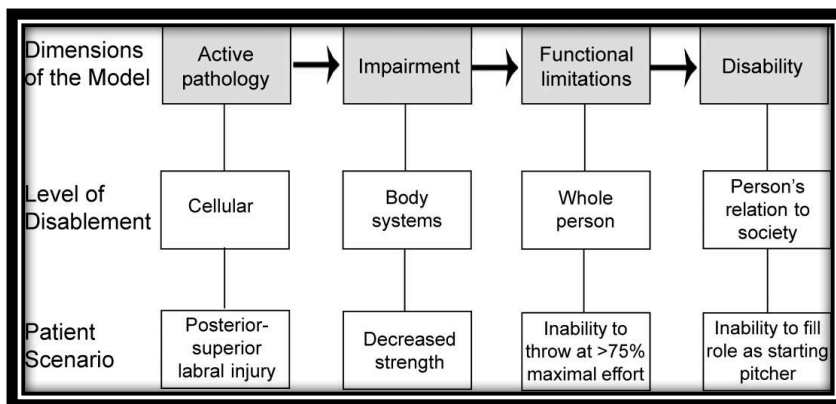 Dimensions
of the Model
Active
pathology
Impairment
Functional
limitations
Disability
Level of
Disablement
Cellular
Body
systems
Whole
person
Person's
relation to
society
Patient
Scenario
Posterior-
superior
labral injury
Decreased
strength
Inability to
throw at >75%
maximal effort
Inability to fill
role as starting
pitcher